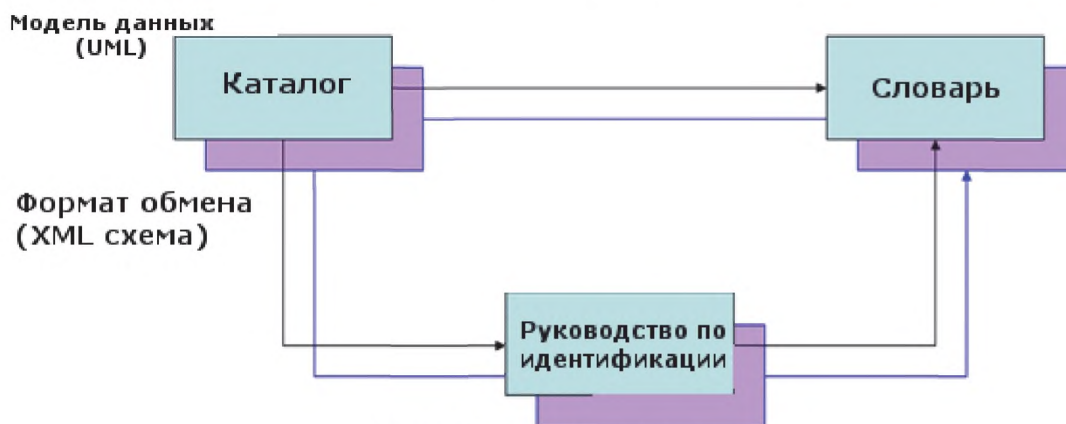 Модель данных
(UML)
Каталог
Словарь
Формат обмена
(XML схема)
Руководство по
идентификации